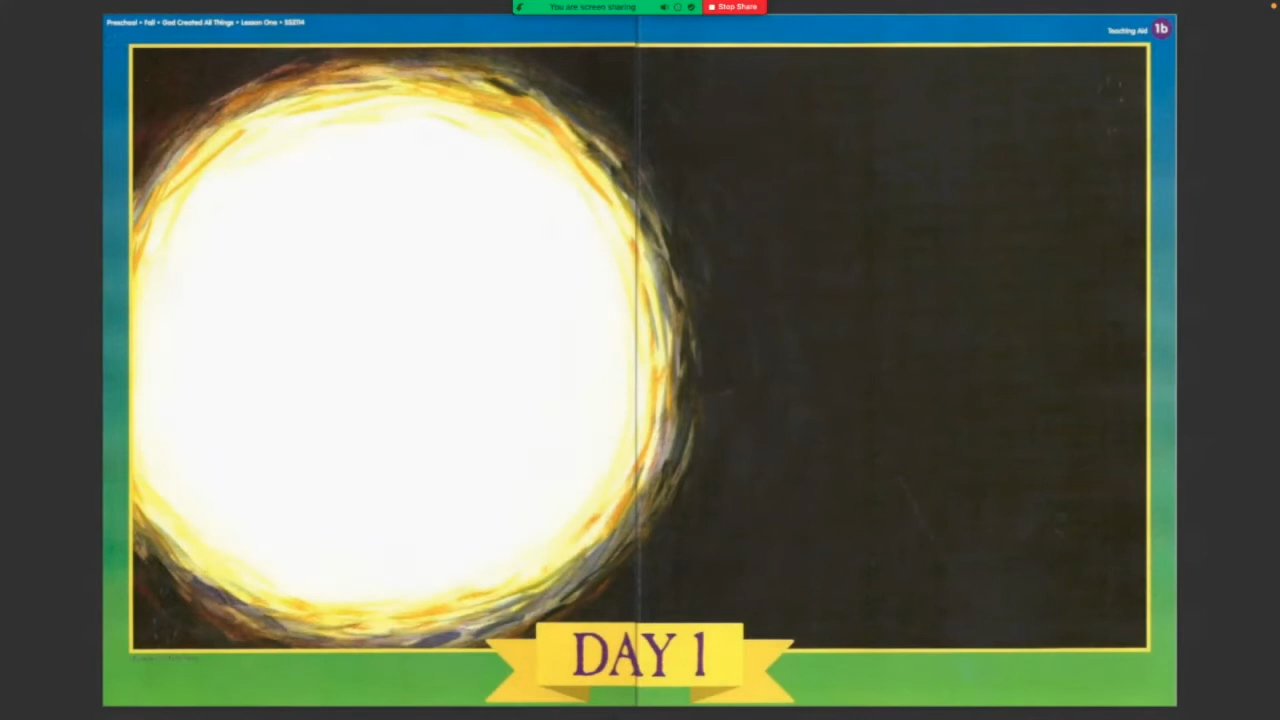 You are screen sharing
Stop Share
Preschool • Fall • God Created All Things • Lesson One • SS2114
Teaching Aid 1b
DAY 1